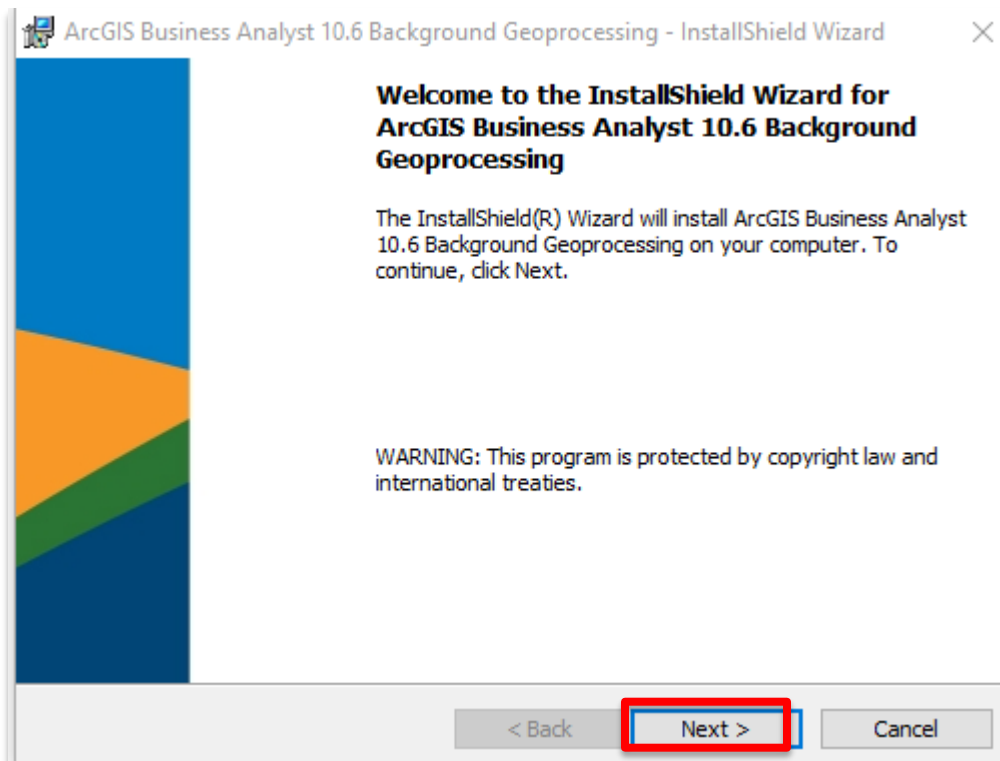 ArcGIS Business Analyst 10.6 Background Geoprocessing - InstallShield Wizard
Welcome to the InstallShield Wizard for
ArcGIS Business Analyst 10.6 Background
Geoprocessing
The InstallShield(R) Wizard will install ArcGIS Business Analyst
10.6 Background Geoprocessing on your computer. To
continue, click Next.
WARNING: This program is protected by copyright law and
international treaties.
< Back Next > Cancel